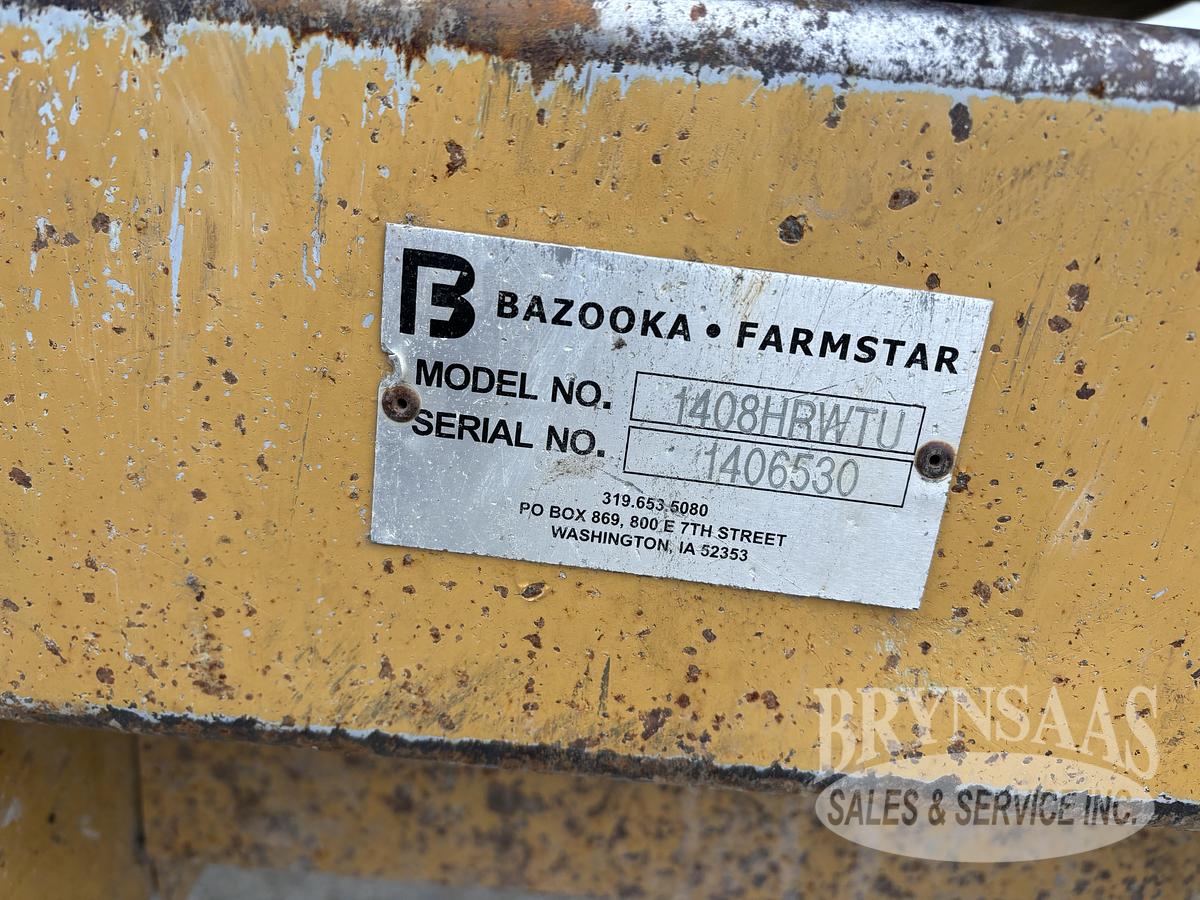 B
BAZOOKA • FARMSTAR
MODEL NO. 1408HRWTU
SERIAL NO. 1406530
319.653.5080
PO BOX 869, 800 E 7TH STREET
WASHINGTON, IA 52353
BRYNSAAS
SALES & SERVICE INC.